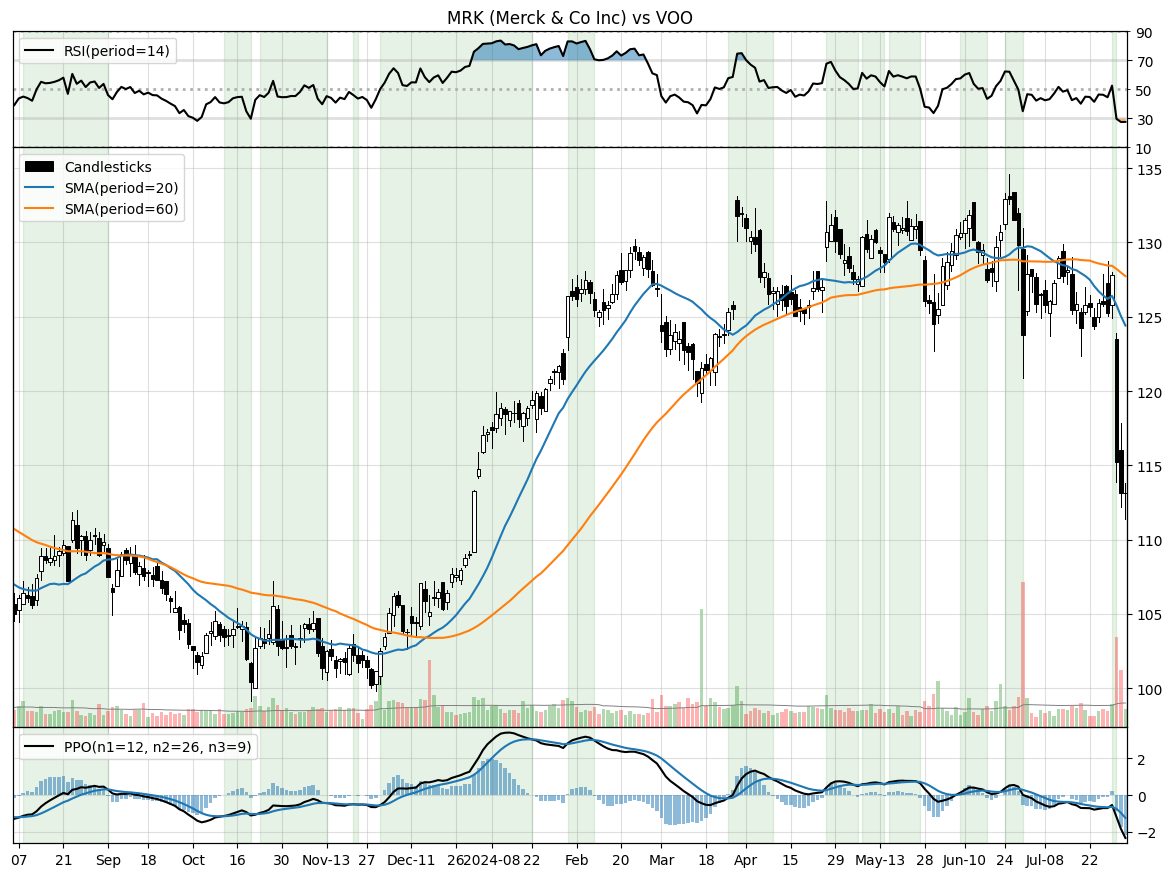 MRK (Merck & Co Inc) vs VOO
RSI(period=14)
90
70
50
30
10
Candlesticks
SMA(period=20)
SMA(period=60)
135
130
125
120
115
110
105
100
PPO(n1=12, n2=26, n3=9)
2
0
−2
07 21 Sep 18 Oct 16 30 Nov-13 27 Dec-11 26 2024-08 22 Feb 20 Mar 18 Apr 15 29 May-13 28 Jun-10 24 Jul-08 22